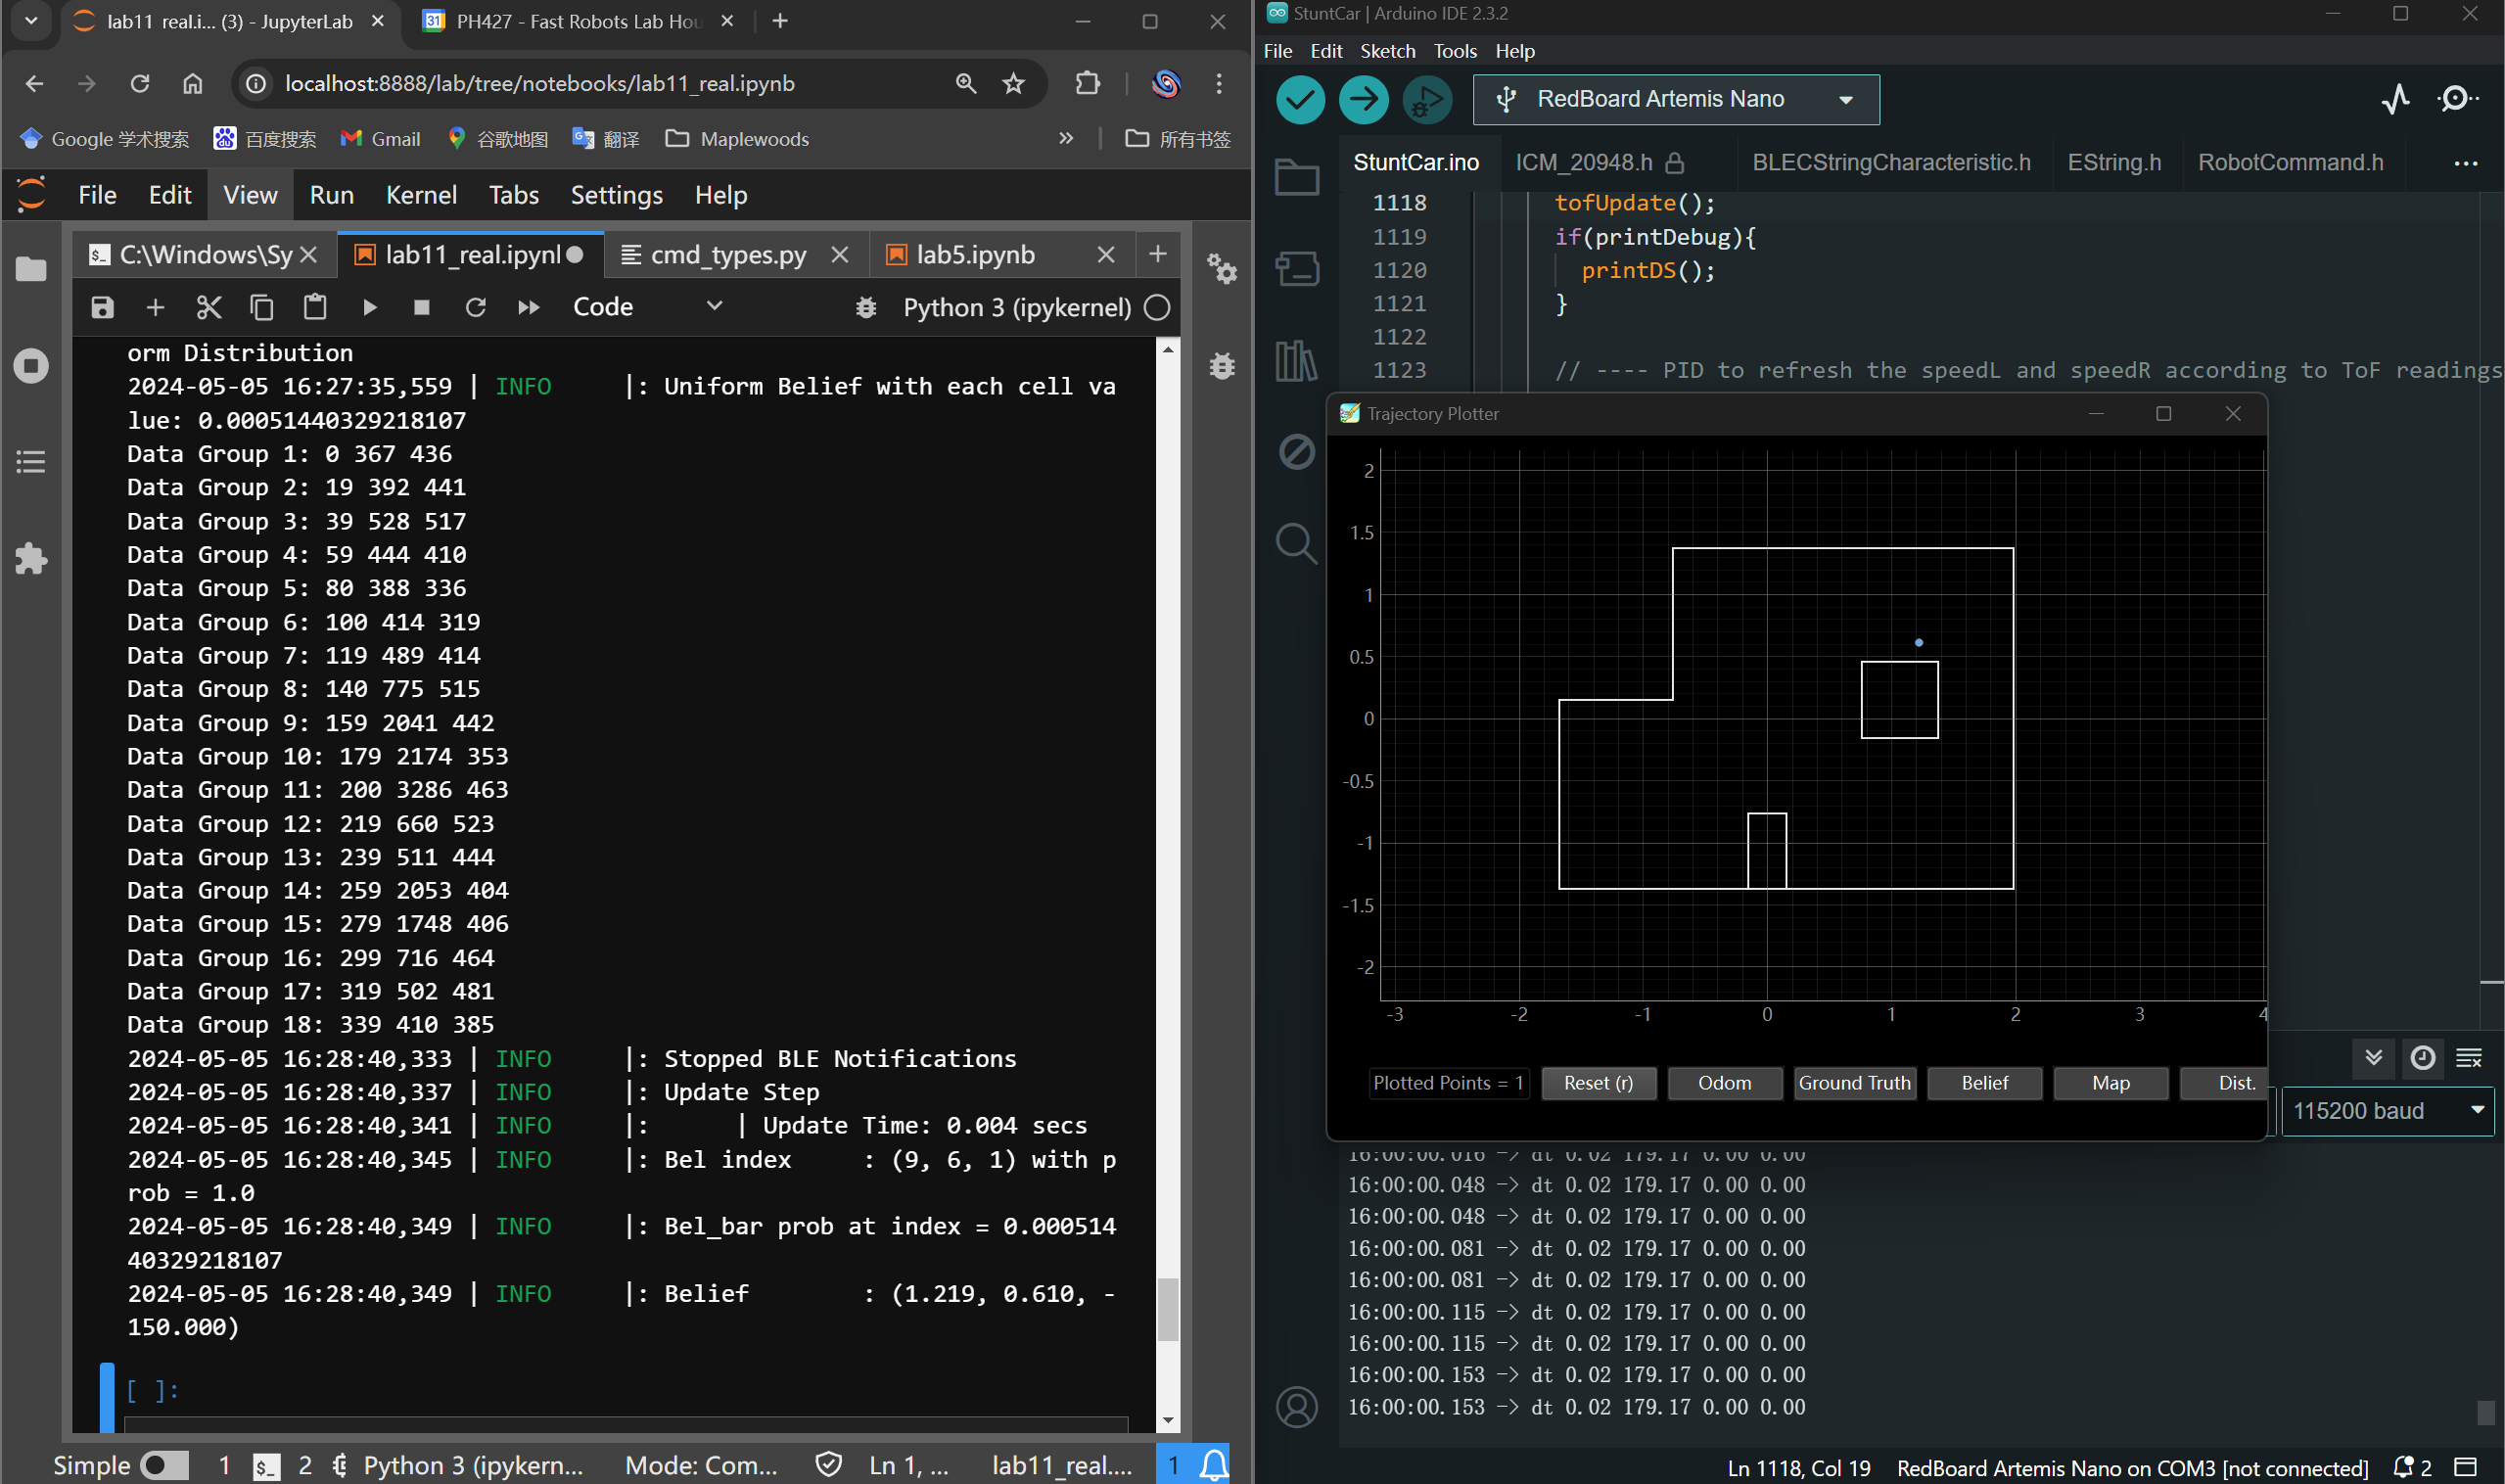 lab11_real.i... (3) - JupyterLab
PH427 - Fast Robots Lab Hou
localhost:8888/lab/tree/notebooks/lab11_real.ipynb
Google 学术搜索
百度搜索
Gmail
谷歌地图
翻译
Maplewoods
所有书签
File Edit View Run Kernel Tabs Settings Help
C:\Windows\Sy
lab11_real.ipynl
cmd_types.py
lab5.ipynb
Code
Python 3 (ipykernel)
orm Distribution
2024-05-05 16:27:35,559 | INFO |: Uniform Belief with each cell va
lue: 0.00051440329218107
Data Group 1: 0 367 436
Data Group 2: 19 392 441
Data Group 3: 39 528 517
Data Group 4: 59 444 410
Data Group 5: 80 388 336
Data Group 6: 100 414 319
Data Group 7: 119 489 414
Data Group 8: 140 775 515
Data Group 9: 159 2041 442
Data Group 10: 179 2174 353
Data Group 11: 200 3286 463
Data Group 12: 219 660 523
Data Group 13: 239 511 444
Data Group 14: 259 2053 404
Data Group 15: 279 1748 406
Data Group 16: 299 716 464
Data Group 17: 319 502 481
Data Group 18: 339 410 385
2024-05-05 16:28:40,333 | INFO |: Stopped BLE Notifications
2024-05-05 16:28:40,337 | INFO |: Update Step
2024-05-05 16:28:40,341 | INFO |: | Update Time: 0.004 secs
2024-05-05 16:28:40,345 | INFO |: Bel index : (9, 6, 1) with p
rob = 1.0
2024-05-05 16:28:40,349 | INFO |: Bel_bar prob at index = 0.000514
40329218107
2024-05-05 16:28:40,349 | INFO |: Belief : (1.219, 0.610, -
150.000)
[ ]:
Simple 1 2 Python 3 (ipykern... Mode: Com... Ln 1, ... lab11_real.... 1
StuntCar | Arduino IDE 2.3.2
File Edit Sketch Tools Help
RedBoard Artemis Nano
StuntCar.ino ICM_20948.h BLECStringCharacteristic.h EString.h RobotCommand.h
1118 tofUpdate();
1119 if(printDebug){
1120 printDS();
1121 }
1122
1123 // ---- PID to refresh the speedL and speedR according to ToF readings
Trajectory Plotter
2
1.5
1
0.5
0
-0.5
-1
-1.5
-2
-3 -2 -1 0 1 2 3 4
Plotted Points = 1 Reset (r) Odom Ground Truth Belief Map Dist.
115200 baud
16:00:00.016 -> dt 0.02 179.17 0.00 0.00
16:00:00.048 -> dt 0.02 179.17 0.00 0.00
16:00:00.048 -> dt 0.02 179.17 0.00 0.00
16:00:00.081 -> dt 0.02 179.17 0.00 0.00
16:00:00.081 -> dt 0.02 179.17 0.00 0.00
16:00:00.115 -> dt 0.02 179.17 0.00 0.00
16:00:00.115 -> dt 0.02 179.17 0.00 0.00
16:00:00.153 -> dt 0.02 179.17 0.00 0.00
16:00:00.153 -> dt 0.02 179.17 0.00 0.00
Ln 1118, Col 19 RedBoard Artemis Nano on COM3 [not connected] 2